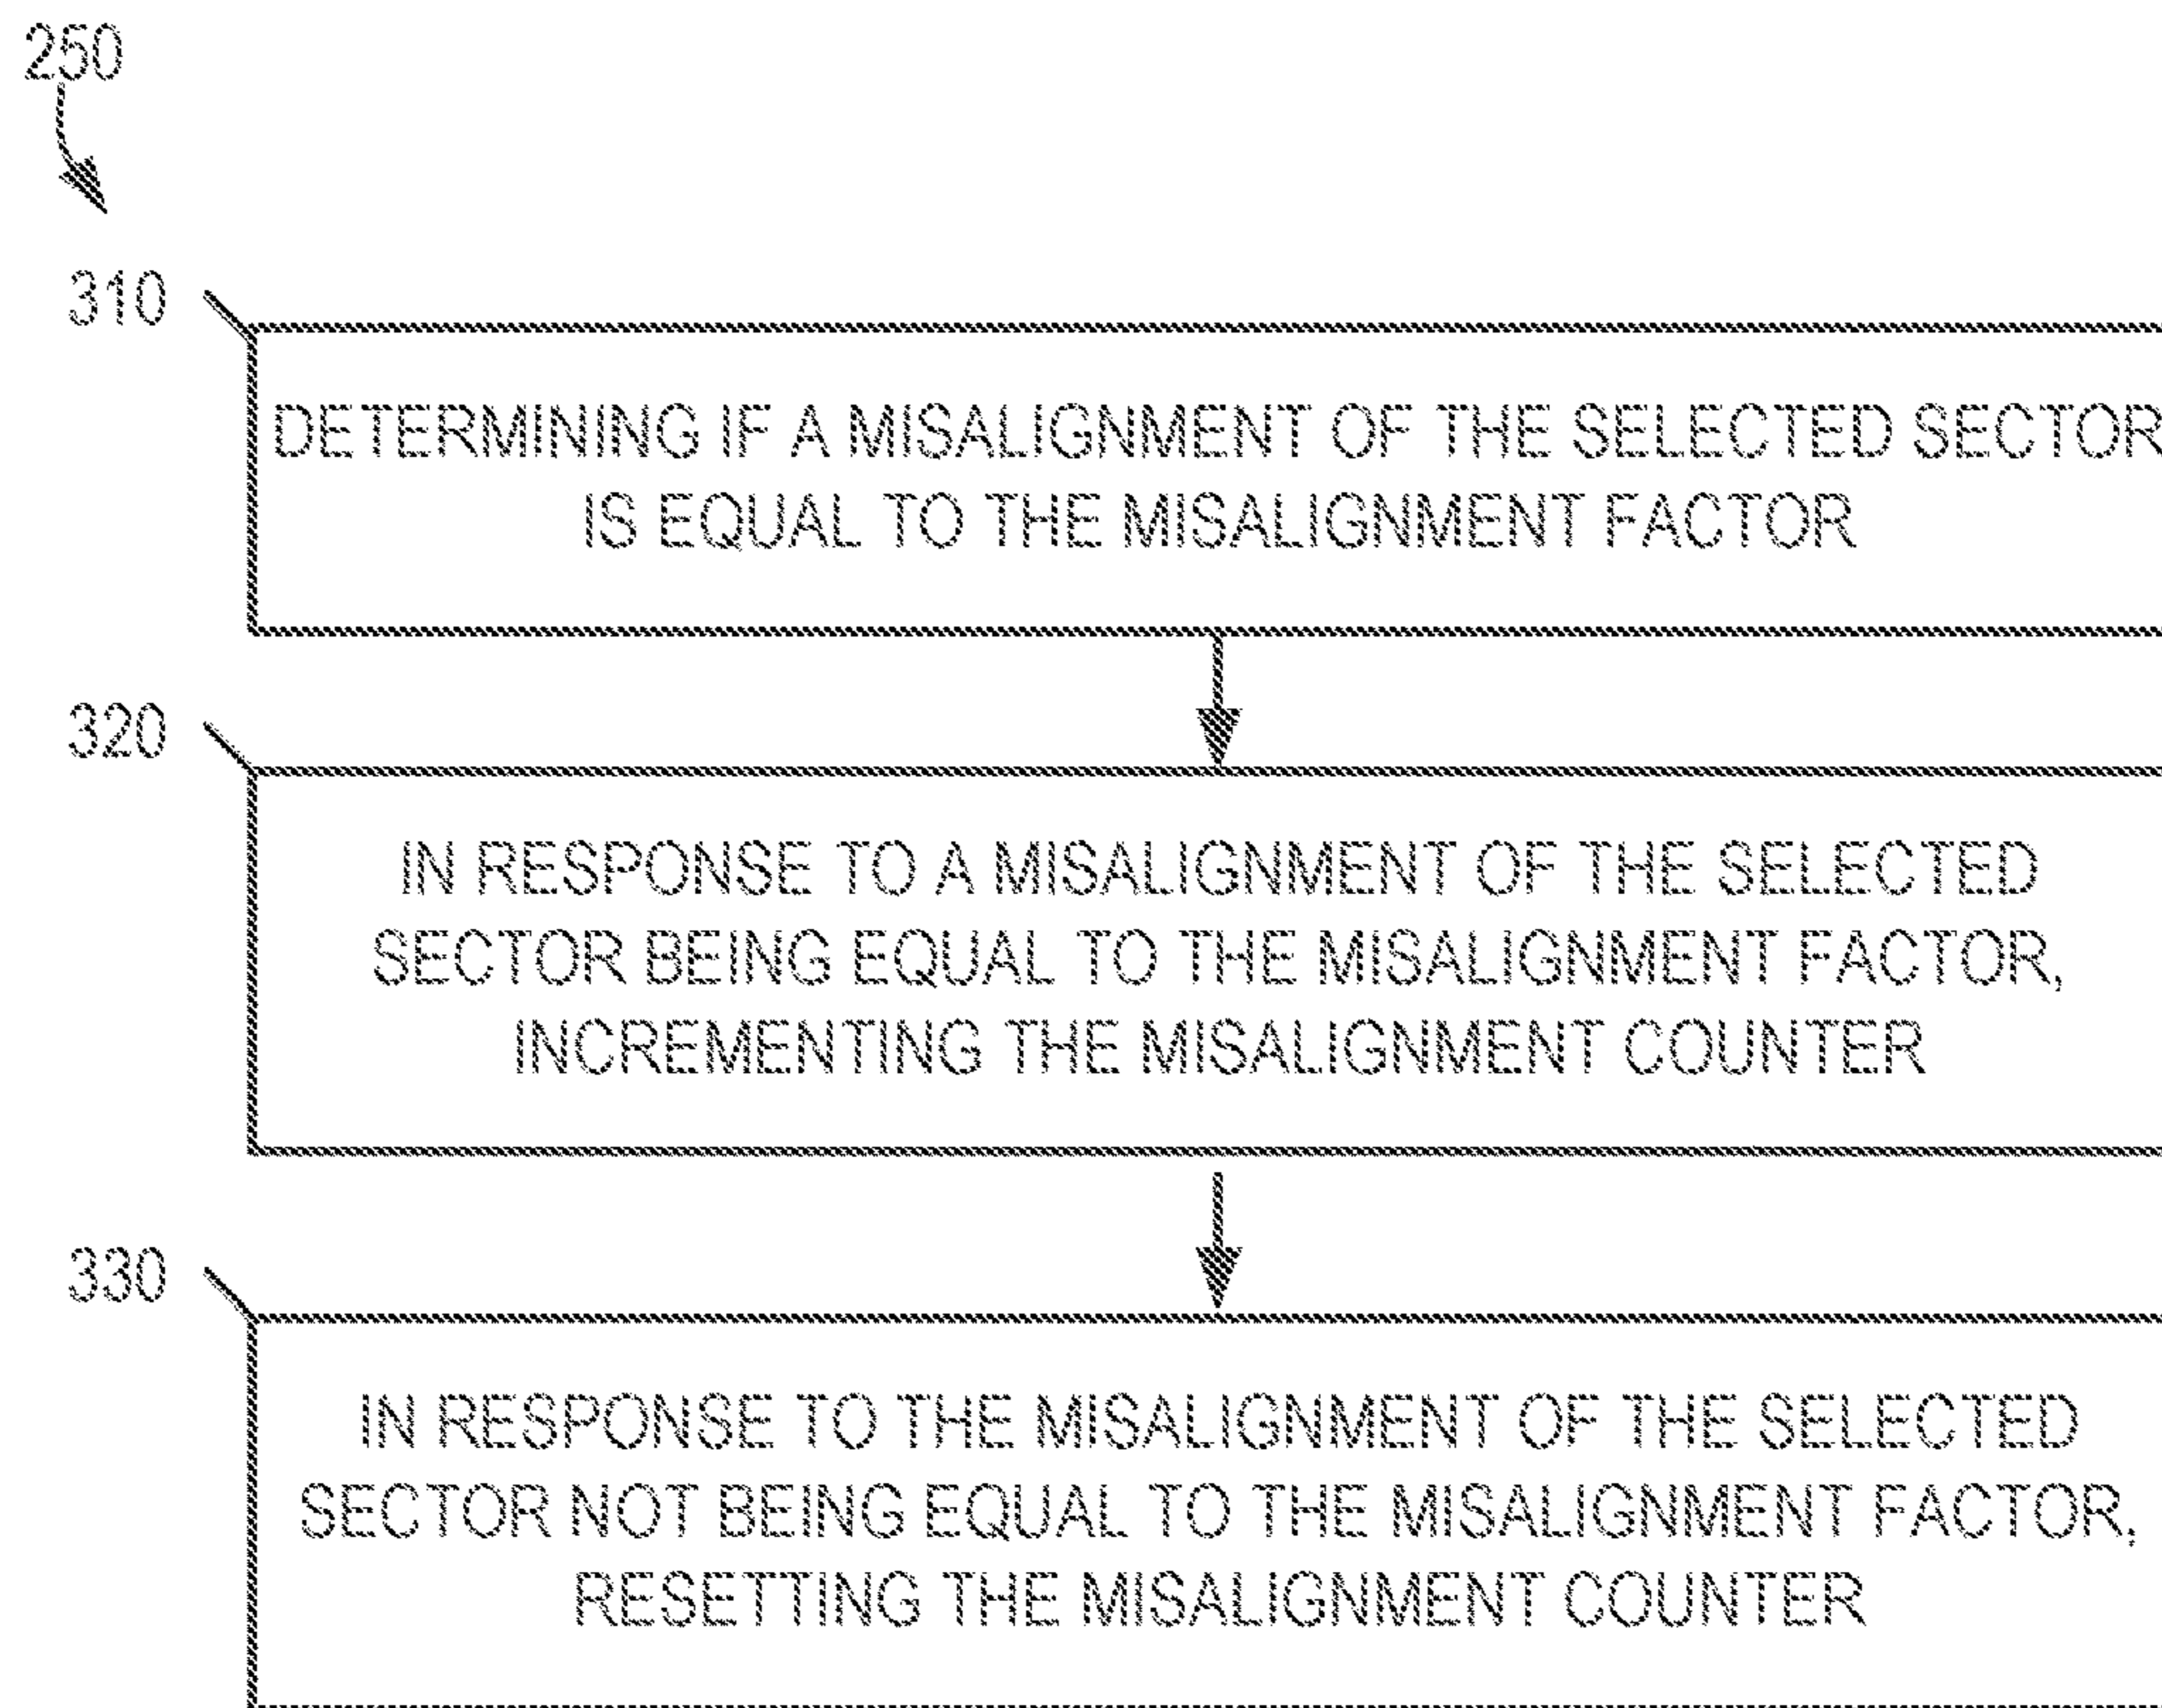 250
310
DETERMINING IF A MISALIGNMENT OF THE SELECTED SECTOR
IS EQUAL TO THE MISALIGNMENT FACTOR
320
IN RESPONSE TO A MISALIGNMENT OF THE SELECTED
SECTOR BEING EQUAL TO THE MISALIGNMENT FACTOR,
INCREMENTING THE MISALIGNMENT COUNTER
330
IN RESPONSE TO THE MISALIGNMENT OF THE SELECTED
SECTOR NOT BEING EQUAL TO THE MISALIGNMENT FACTOR,
RESETTING THE MISALIGNMENT COUNTER